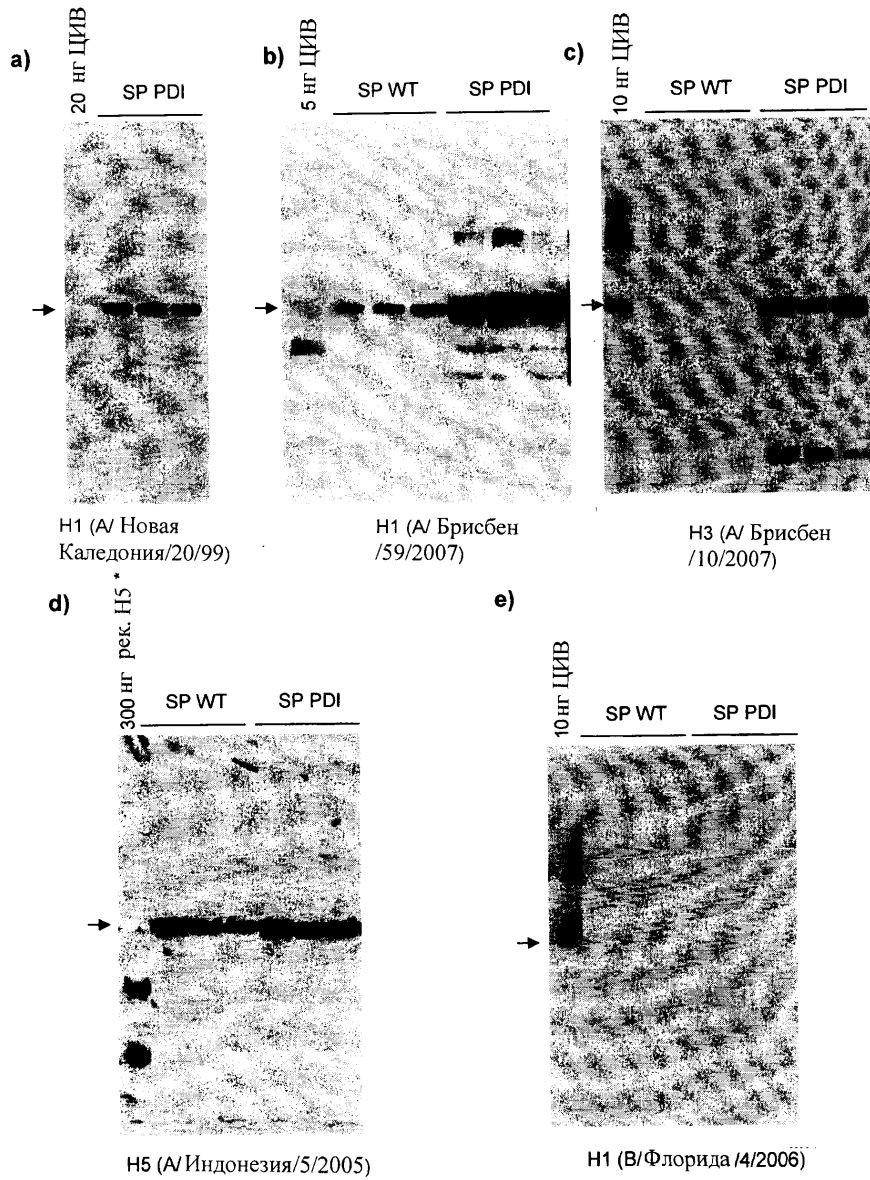 a)
20 нг ЦИВ
SP PDI
H1 (A/ Новая
Каледония/20/99)
b)
5 нг ЦИВ
SP WT
SP PDI
H1 (A/ Брисбен
/59/2007)
c)
10 нг ЦИВ
SP WT
SP PDI
H3 (A/ Брисбен
/10/2007)
d)
300 нг рек. H5 *
SP WT
SP PDI
H5 (A/ Индонезия/5/2005)
e)
10 нг ЦИВ
SP WT
SP PDI
H1 (B/Флорида /4/2006)